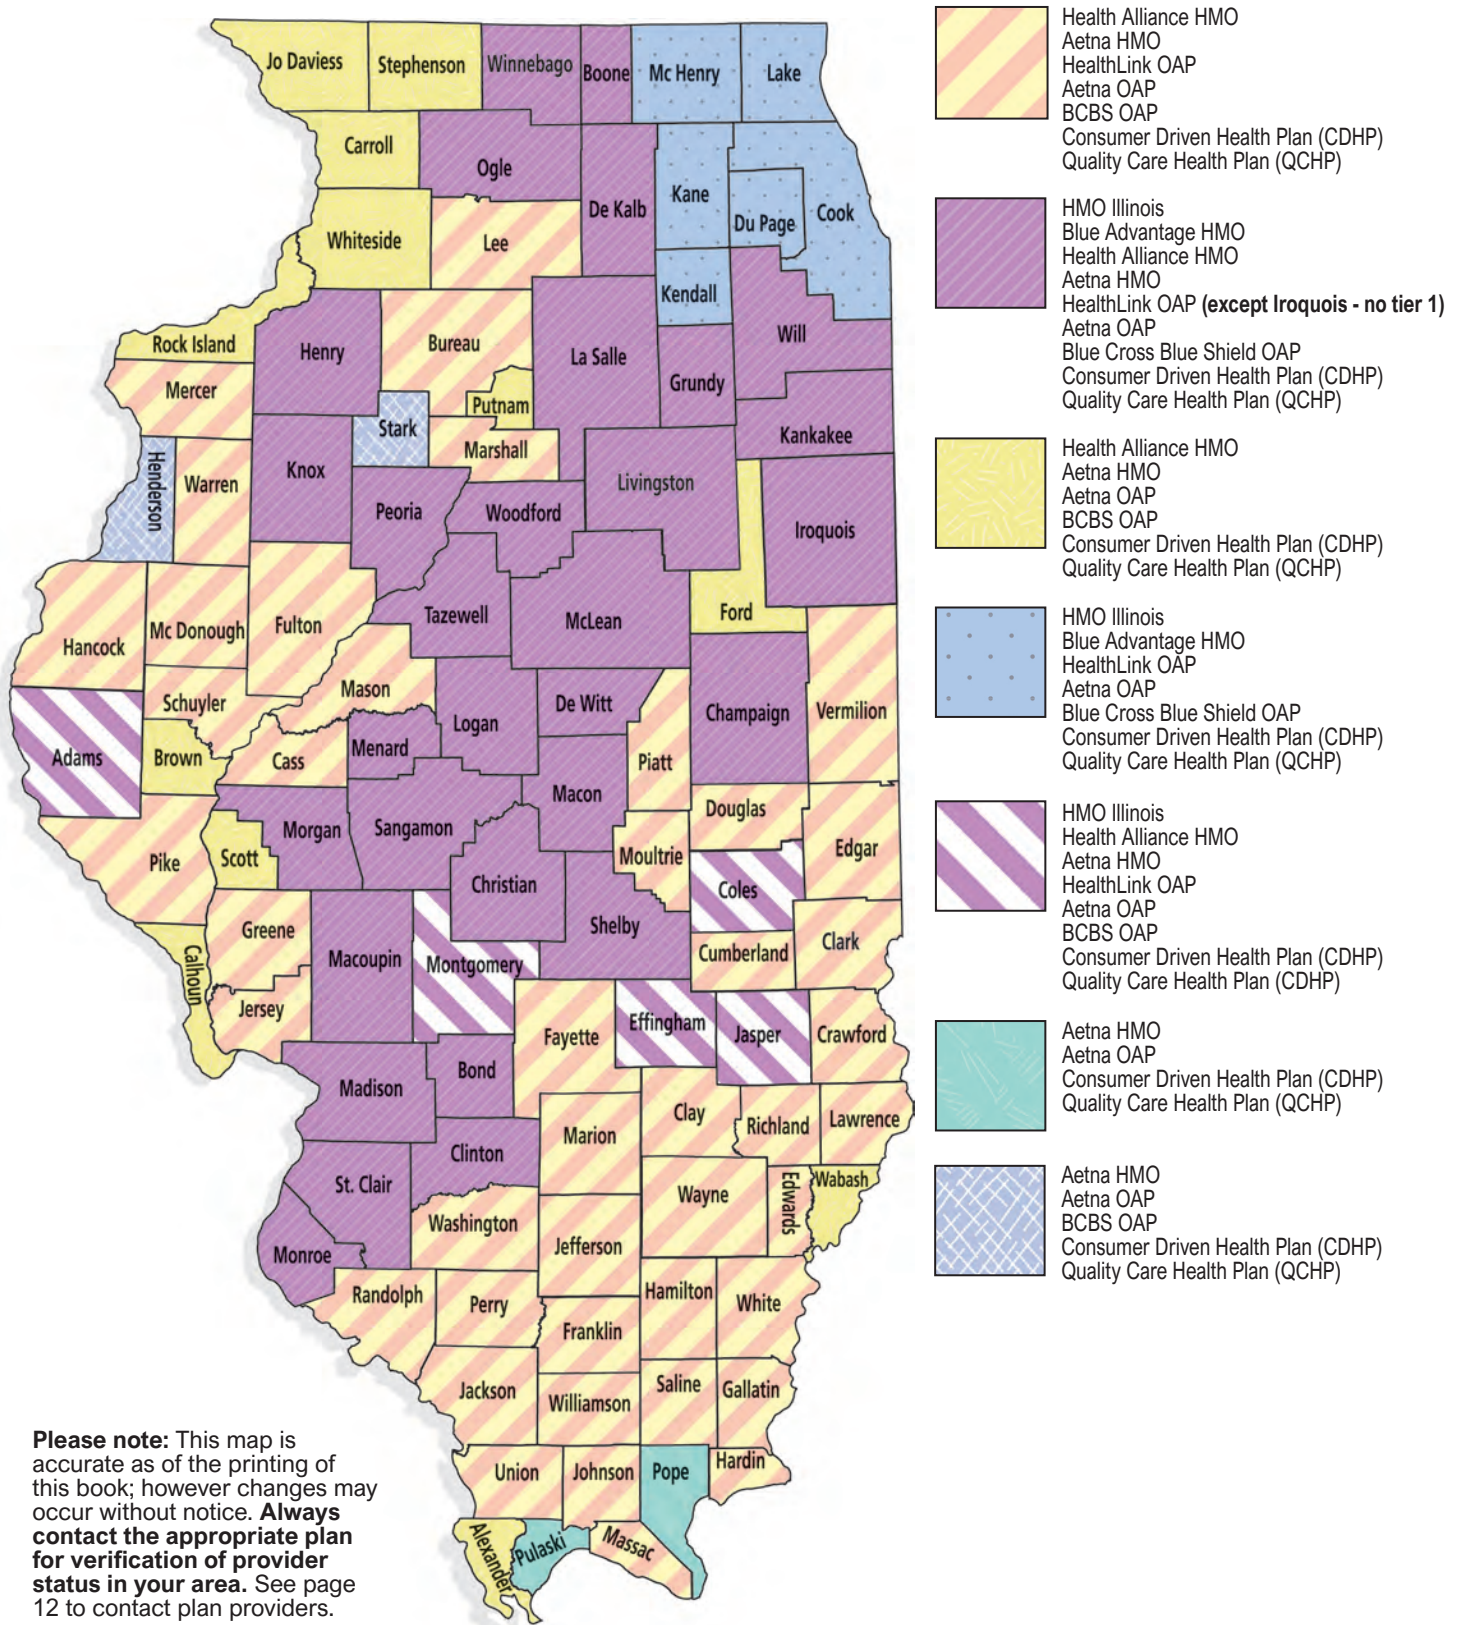 Jo Daviess
Stephenson
Winnebago
Boone
Mc Henry
Lake
Carroll
Ogle
De Kalb
Kane
Du Page
Cook
Whiteside
Lee
Kendall
Rock Island
Henry
Bureau
La Salle
Grundy
Will
Mercer
Putnam
Stark
Marshall
Kankakee
Henderson
Warren
Knox
Peoria
Woodford
Livingston
Iroquois
Hancock
Mc Donough
Fulton
Tazewell
McLean
Ford
Schuyler
Mason
Logan
De Witt
Champaign
Vermilion
Adams
Brown
Cass
Menard
Piatt
Macon
Douglas
Pike
Scott
Morgan
Sangamon
Christian
Moultrie
Coles
Edgar
Shelby
Greene
Calhoun
Macoupin
Montgomery
Cumberland
Clark
Jersey
Fayette
Effingham
Jasper
Crawford
Madison
Bond
Clinton
Marion
Clay
Richland
Lawrence
St. Clair
Washington
Wayne
Edwards
Wabash
Monroe
Jefferson
Randolph
Perry
Hamilton
White
Franklin
Jackson
Williamson
Saline
Gallatin
Union
Johnson
Pope
Hardin
Alexander
Pulaski
Massac
Health Alliance HMO
Aetna HMO
HealthLink OAP
Aetna OAP
BCBS OAP
Consumer Driven Health Plan (CDHP)
Quality Care Health Plan (QCHP)
HMO Illinois
Blue Advantage HMO
Health Alliance HMO
Aetna HMO
HealthLink OAP (except Iroquois - no tier 1)
Aetna OAP
Blue Cross Blue Shield OAP
Consumer Driven Health Plan (CDHP)
Quality Care Health Plan (QCHP)
Health Alliance HMO
Aetna HMO
Aetna OAP
BCBS OAP
Consumer Driven Health Plan (CDHP)
Quality Care Health Plan (QCHP)
HMO Illinois
Blue Advantage HMO
HealthLink OAP
Aetna OAP
Blue Cross Blue Shield OAP
Consumer Driven Health Plan (CDHP)
Quality Care Health Plan (QCHP)
HMO Illinois
Health Alliance HMO
Aetna HMO
HealthLink OAP
Aetna OAP
BCBS OAP
Consumer Driven Health Plan (CDHP)
Quality Care Health Plan (CDHP)
Aetna HMO
Aetna OAP
Consumer Driven Health Plan (CDHP)
Quality Care Health Plan (QCHP)
Aetna HMO
Aetna OAP
BCBS OAP
Consumer Driven Health Plan (CDHP)
Quality Care Health Plan (QCHP)
Please note: This map is
accurate as of the printing of
this book; however changes may
occur without notice. Always
contact the appropriate plan
for verification of provider
status in your area. See page
12 to contact plan providers.